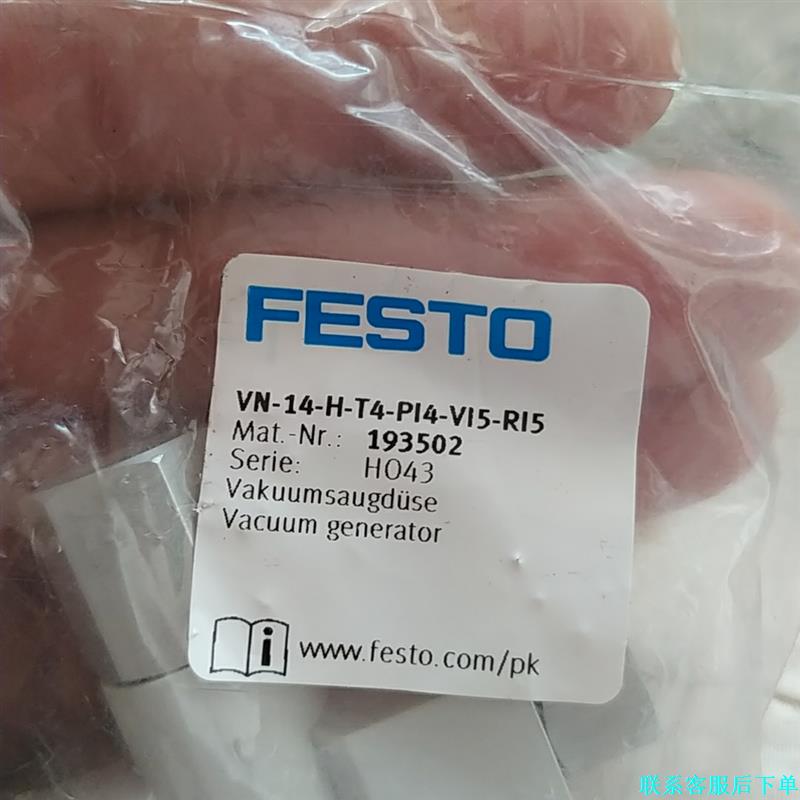 FESTO
VN-14-H-T4-PI4-VI5-RI5
Mat.-Nr.: 193502
Serie: HO43
Vakuumsaugdüse
Vacuum generator
www.festo.com/pk
联系客服后下单